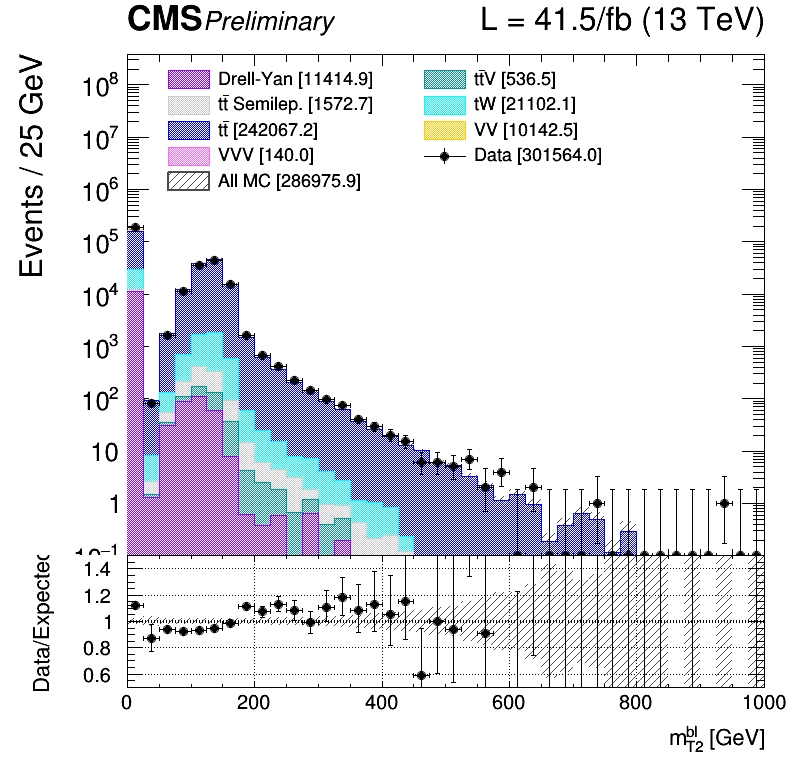 CMS Preliminary L = 41.5/fb (13 TeV)
Events / 25 GeV
10⁸
10⁷
10⁶
10⁵
10⁴
10³
10²
10
1
10⁻¹
Drell-Yan [11414.9]
tt̄ Semilep. [1572.7]
tt̄ [242067.2]
VVV [140.0]
All MC [286975.9]
tt̄V [536.5]
tW [21102.1]
VV [10142.5]
Data [301564.0]
Data/Expected
1.4
1.2
1
0.8
0.6
0 200 400 600 800 1000
m_{T2}^{bl} [GeV]